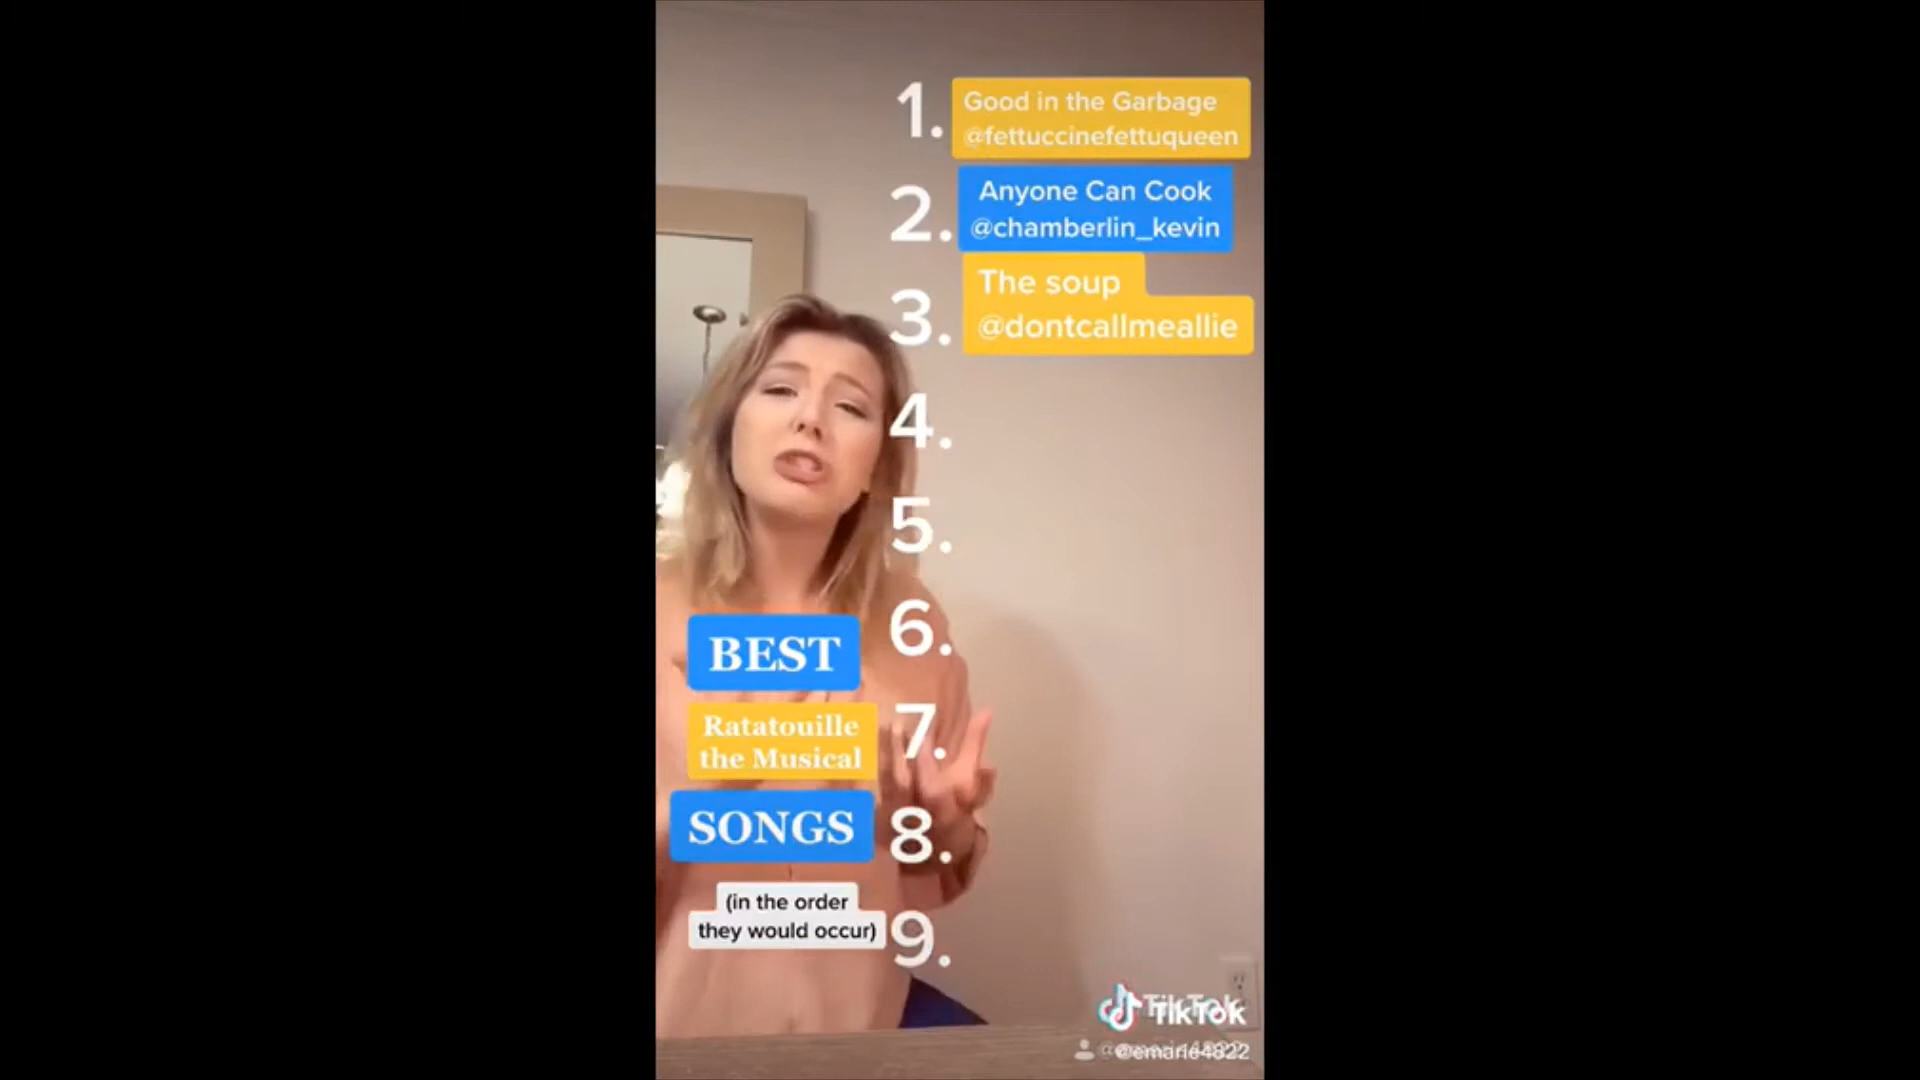 1.
Good in the Garbage
@fettuccinefettuqueen
2.
Anyone Can Cook
@chamberlin_kevin
3.
The soup
@dontcallmeallie
4.
5.
6.
7.
8.
9.
BEST
Ratatouille
the Musical
SONGS
(in the order
they would occur)
TikTok
@emarie4822